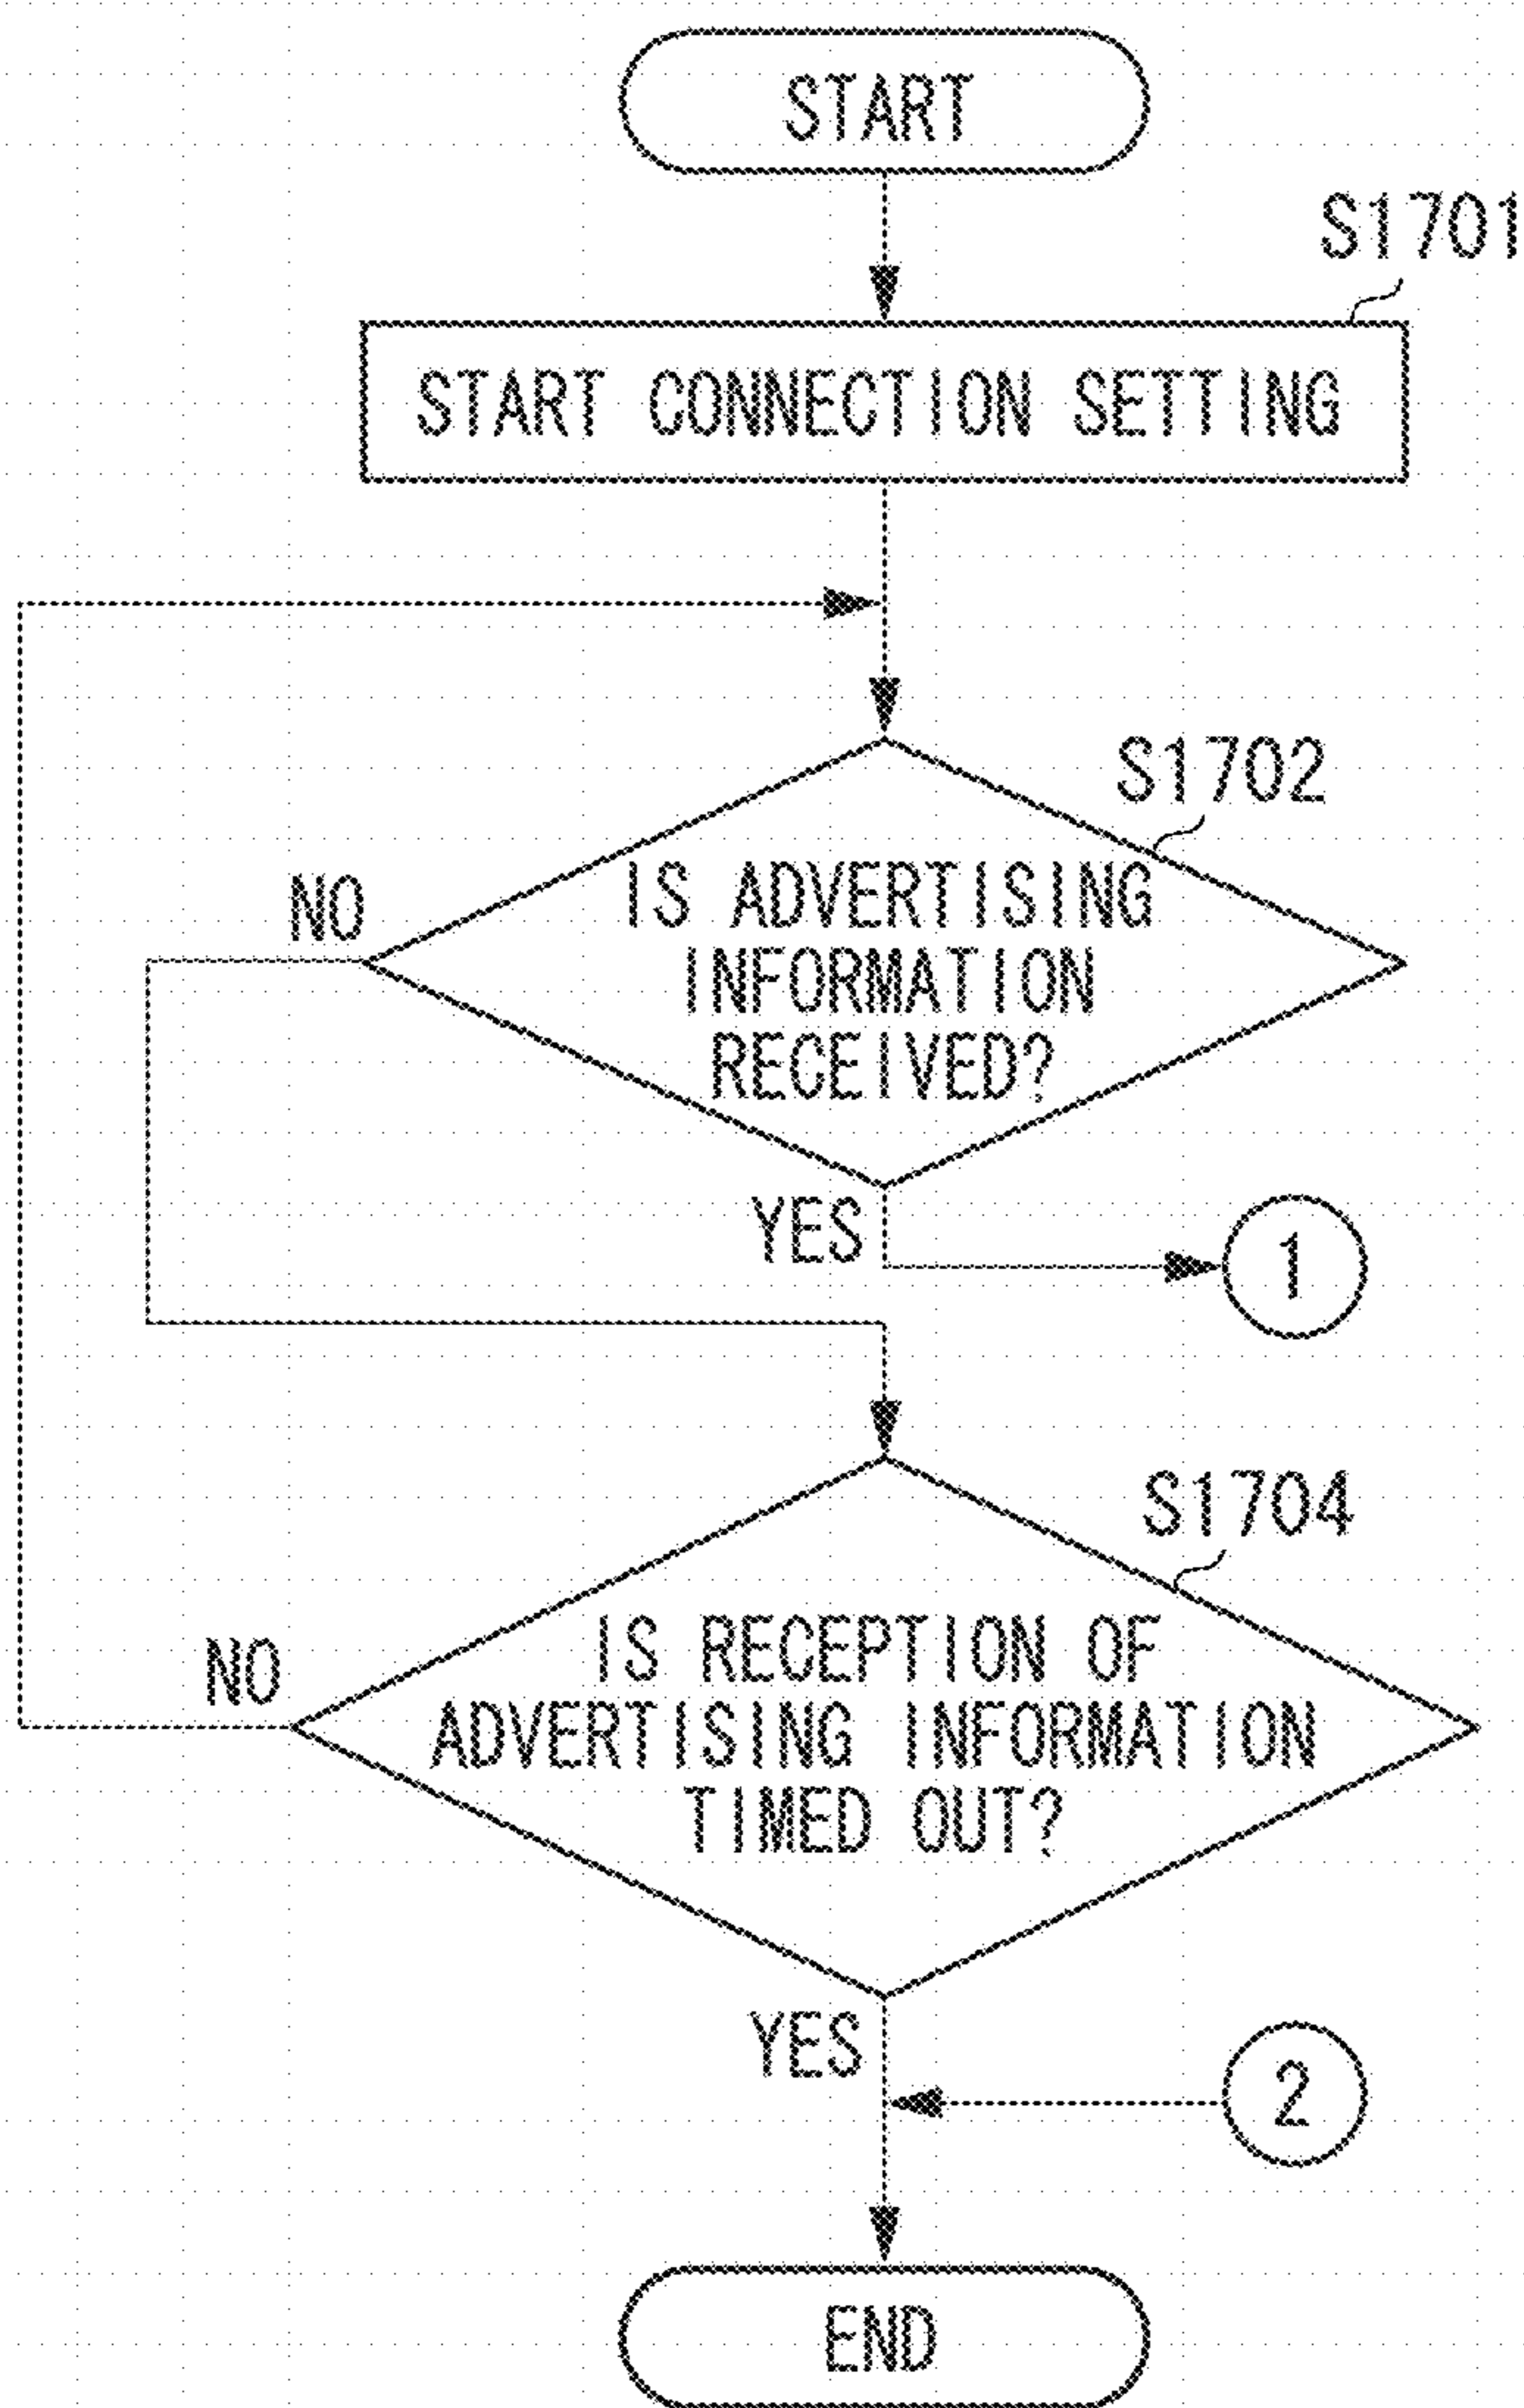 START
S1701
START CONNECTION SETTING
S1702
NO
IS ADVERTISING
INFORMATION
RECEIVED?
YES
1
S1704
NO
IS RECEPTION OF
ADVERTISING INFORMATION
TIMED OUT?
YES
2
END